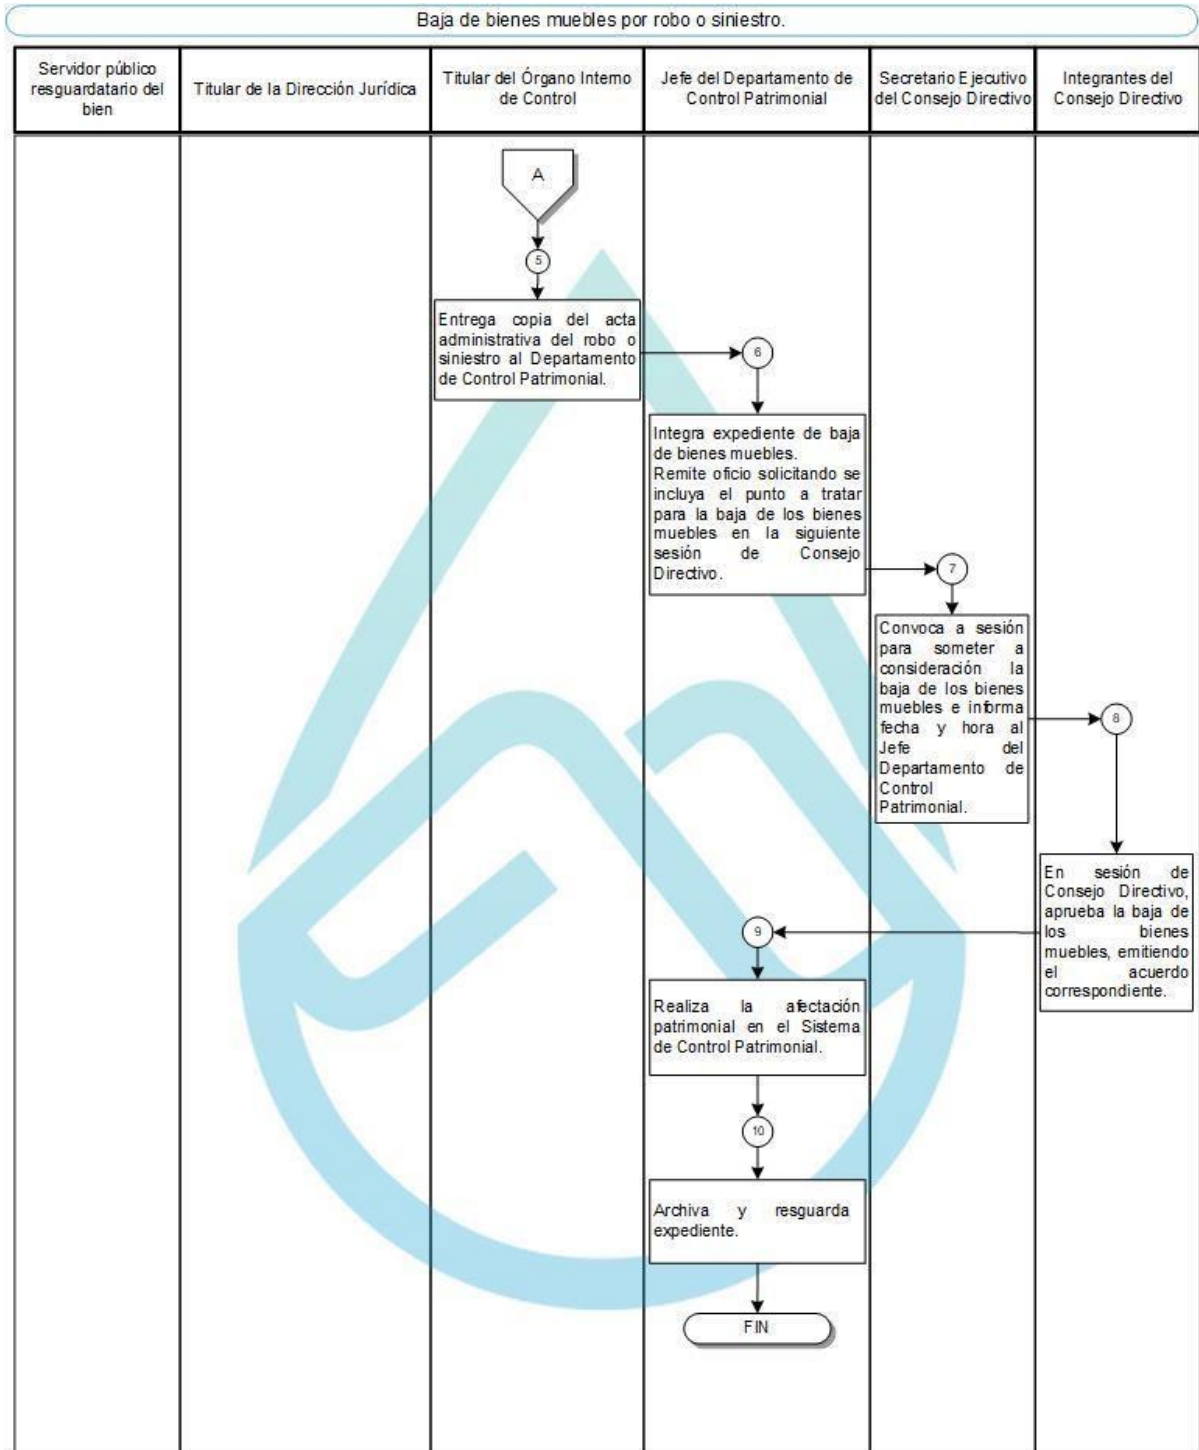 Baja de bienes muebles por robo o siniestro.
Servidor público
resguardatario del
bien
Titular de la Dirección Jurídica
Titular del Órgano Interno
de Control
Jefe del Departamento de
Control Patrimonial
Secretario Ejecutivo
del Consejo Directivo
Integrantes del
Consejo Directivo
A
5
Entrega copia del acta
administrativa del robo o
siniestro al Departamento
de Control Patrimonial.
6
Integra expediente de baja
de bienes muebles.
Remite oficio solicitando se
incluya el punto a tratar
para la baja de los bienes
muebles en la siguiente
sesión de Consejo
Directivo.
7
Convoca a sesión
para someter a
consideración la
baja de los bienes
muebles e informa
fecha y hora al
Jefe del
Departamento de
Control
Patrimonial.
8
En sesión de
Consejo Directivo,
aprueba la baja de
los bienes
muebles, emitiendo
el acuerdo
correspondiente.
9
Realiza la afectación
patrimonial en el Sistema
de Control Patrimonial.
10
Archiva y resguarda
expediente.
FIN